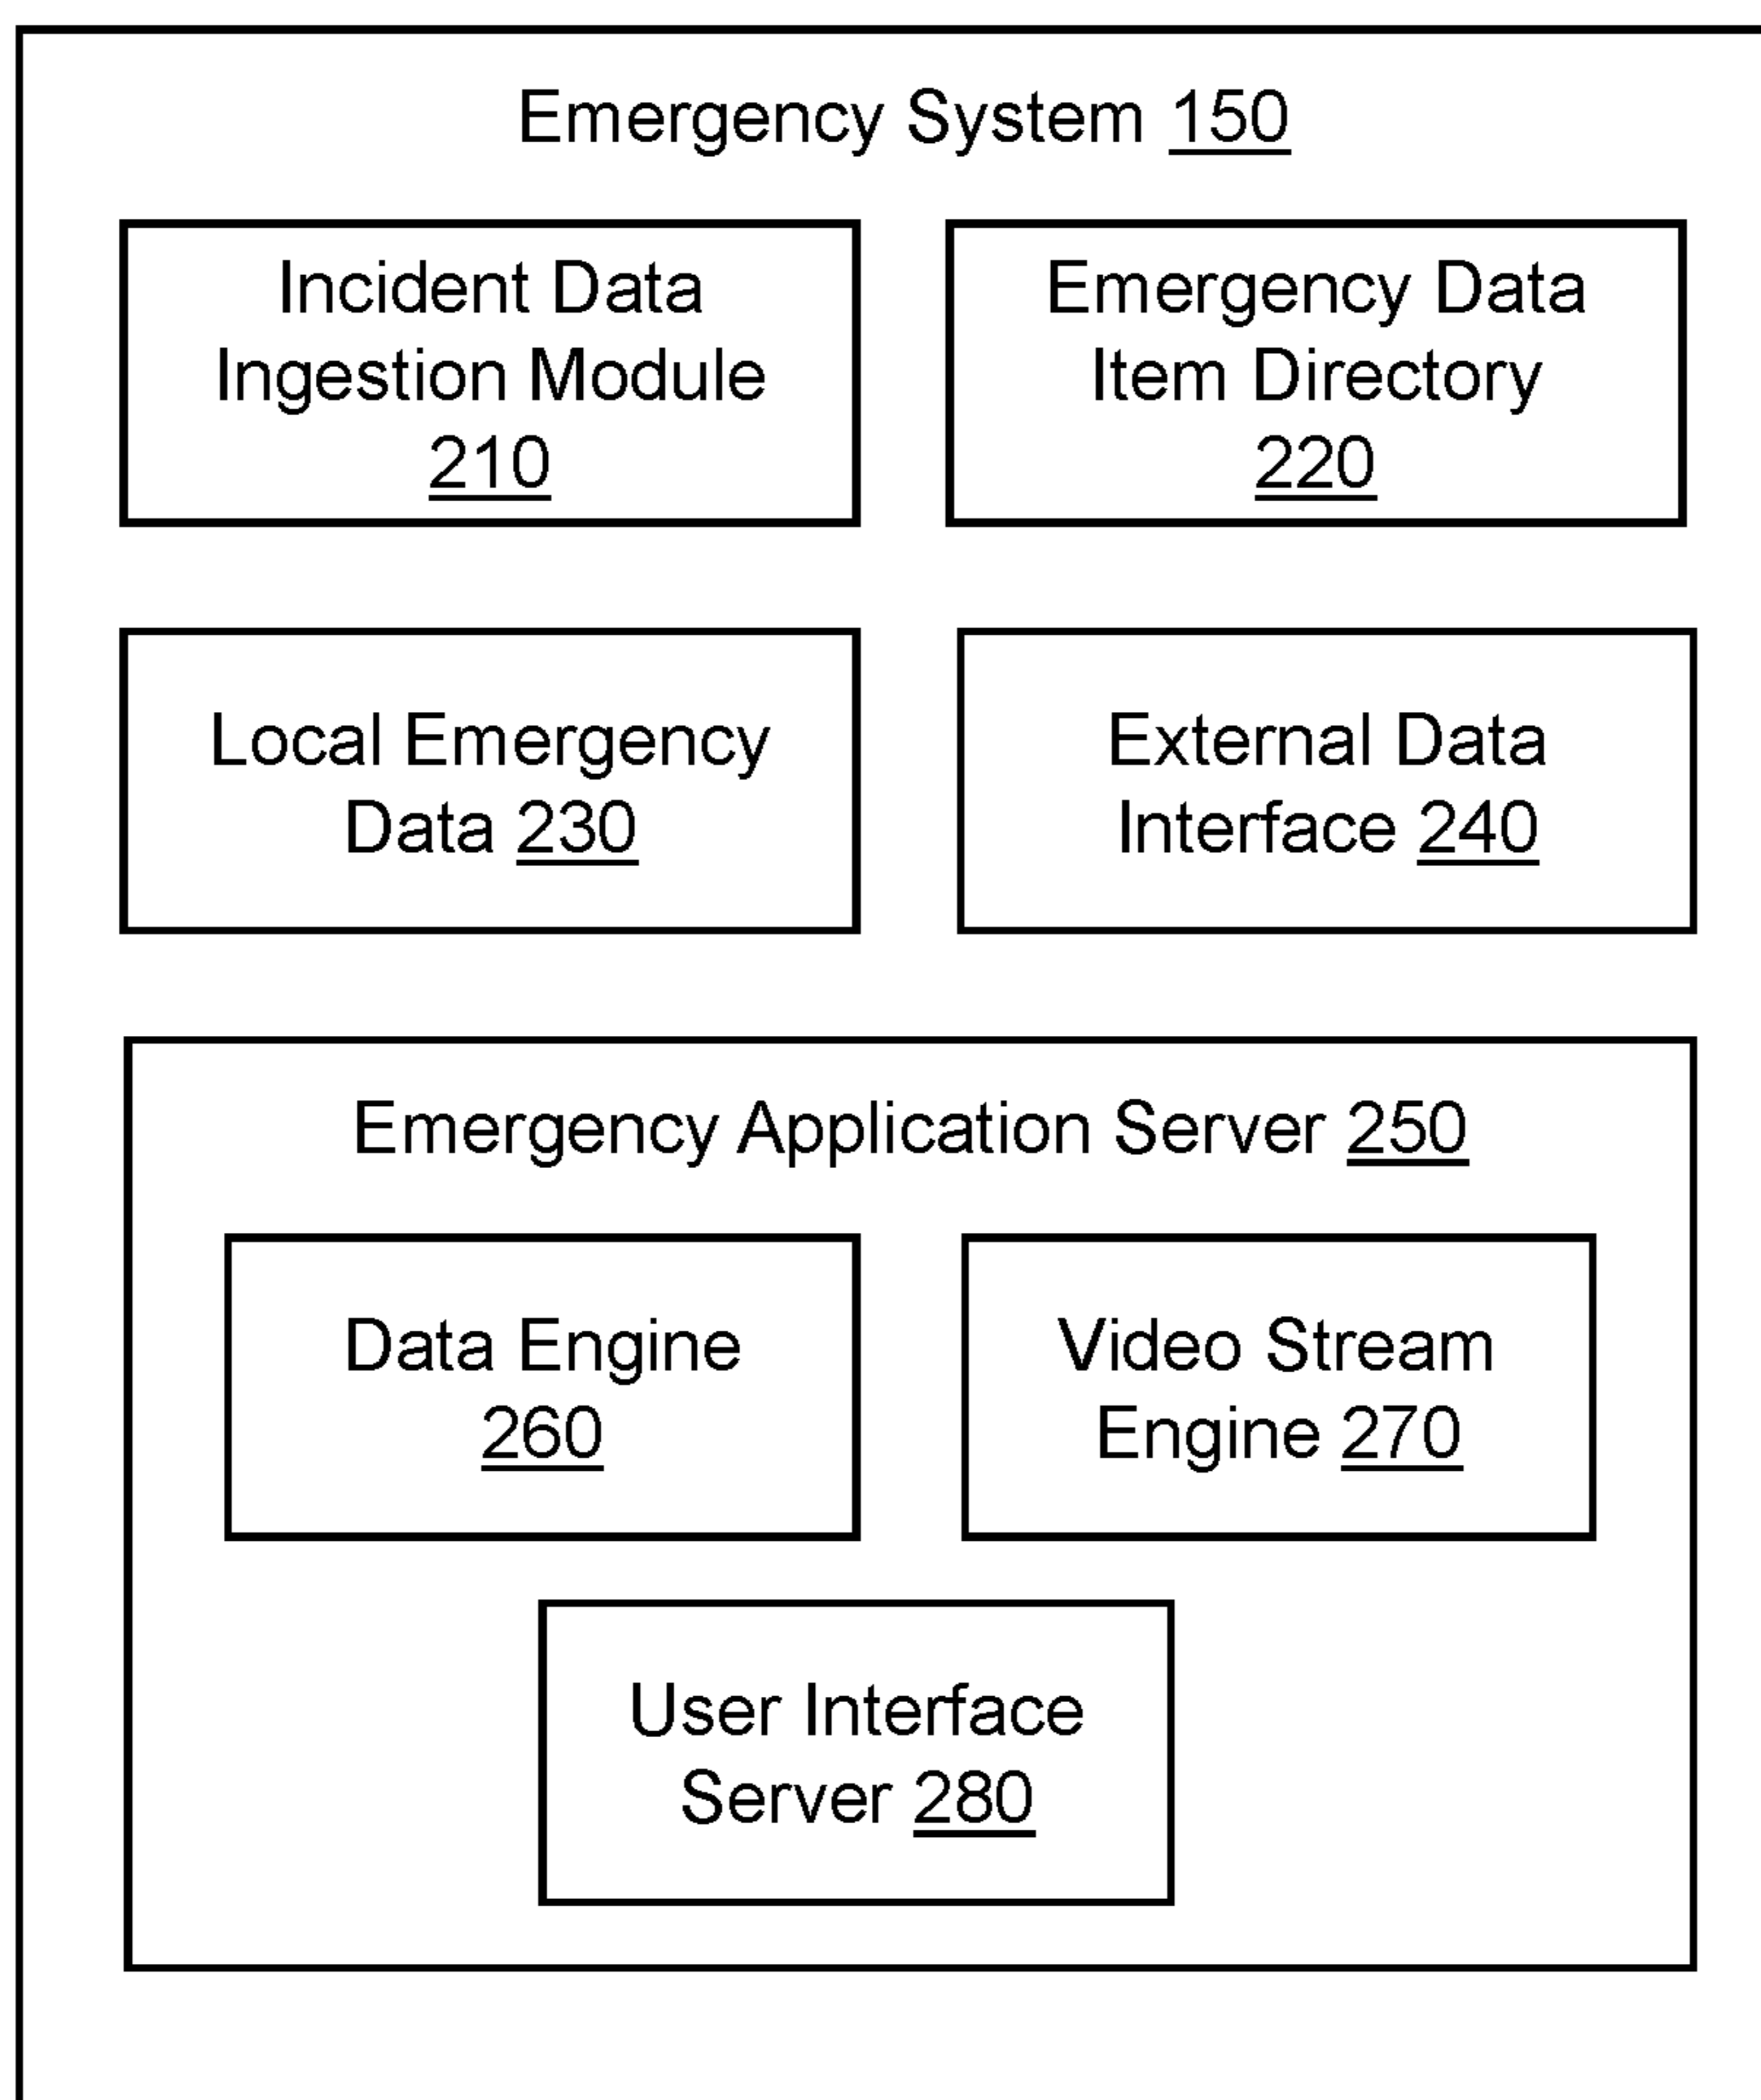 Emergency System 150
Incident Data
Ingestion Module
210
Emergency Data
Item Directory
220
Local Emergency
Data 230
External Data
Interface 240
Emergency Application Server 250
Data Engine
260
Video Stream
Engine 270
User Interface
Server 280